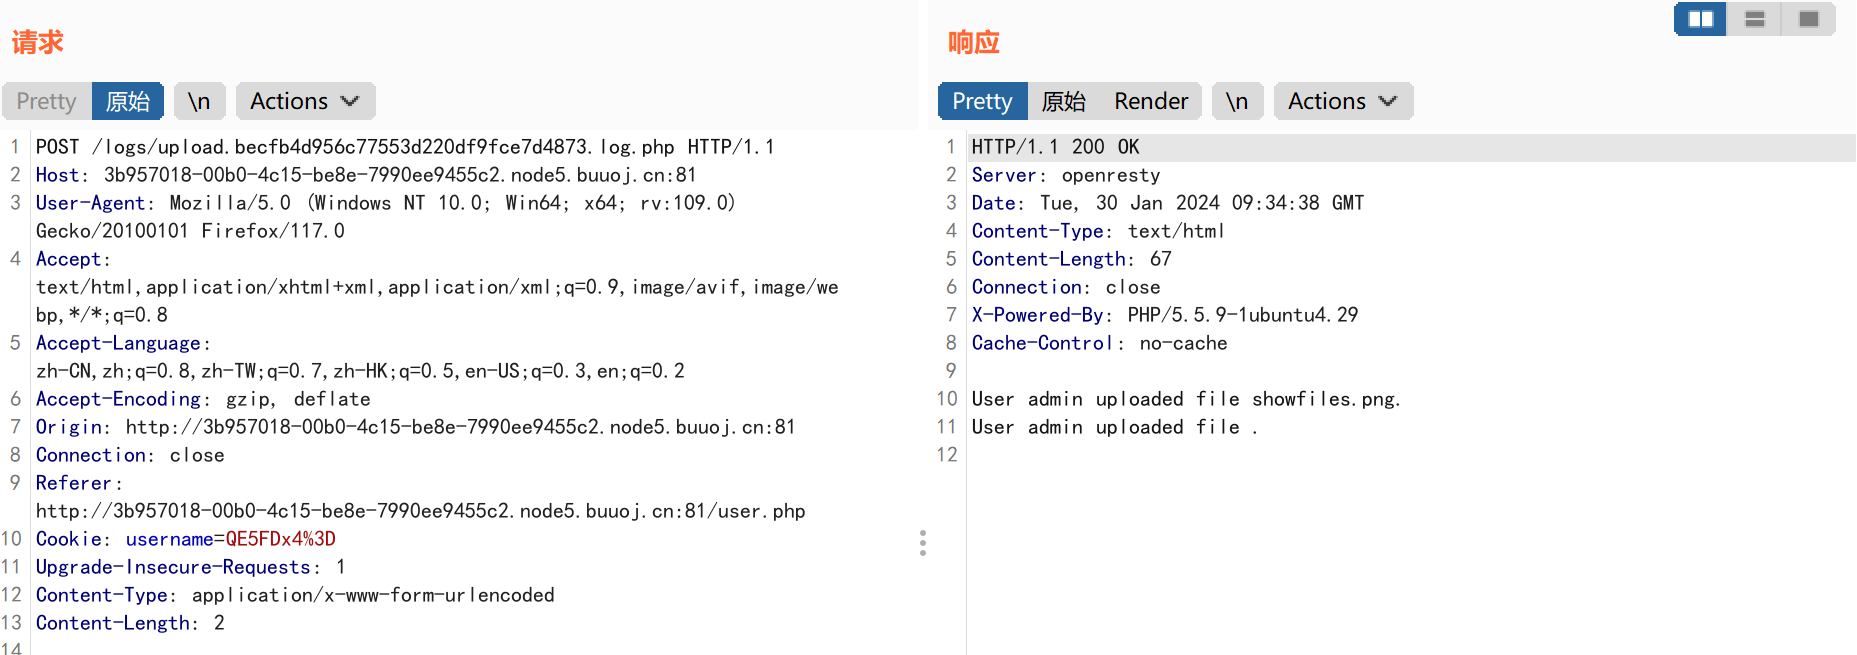 请求
Pretty 原始 \n Actions
1 POST /logs/upload.becfb4d956c77553d220df9fce7d4873.log.php HTTP/1.1
2 Host: 3b957018-00b0-4c15-be8e-7990ee9455c2.node5.buuoj.cn:81
3 User-Agent: Mozilla/5.0 (Windows NT 10.0; Win64; x64; rv:109.0)
Gecko/20100101 Firefox/117.0
4 Accept:
text/html,application/xhtml+xml,application/xml;q=0.9,image/avif,image/we
bp,*/*;q=0.8
5 Accept-Language:
zh-CN,zh;q=0.8,zh-TW;q=0.7,zh-HK;q=0.5,en-US;q=0.3,en;q=0.2
6 Accept-Encoding: gzip, deflate
7 Origin: http://3b957018-00b0-4c15-be8e-7990ee9455c2.node5.buuoj.cn:81
8 Connection: close
9 Referer:
http://3b957018-00b0-4c15-be8e-7990ee9455c2.node5.buuoj.cn:81/user.php
10 Cookie: username=QE5FDx4%3D
11 Upgrade-Insecure-Requests: 1
12 Content-Type: application/x-www-form-urlencoded
13 Content-Length: 2
14
响应
Pretty 原始 Render \n Actions
1 HTTP/1.1 200 OK
2 Server: openresty
3 Date: Tue, 30 Jan 2024 09:34:38 GMT
4 Content-Type: text/html
5 Content-Length: 67
6 Connection: close
7 X-Powered-By: PHP/5.5.9-1ubuntu4.29
8 Cache-Control: no-cache
9
10 User admin uploaded file showfiles.png.
11 User admin uploaded file .
12